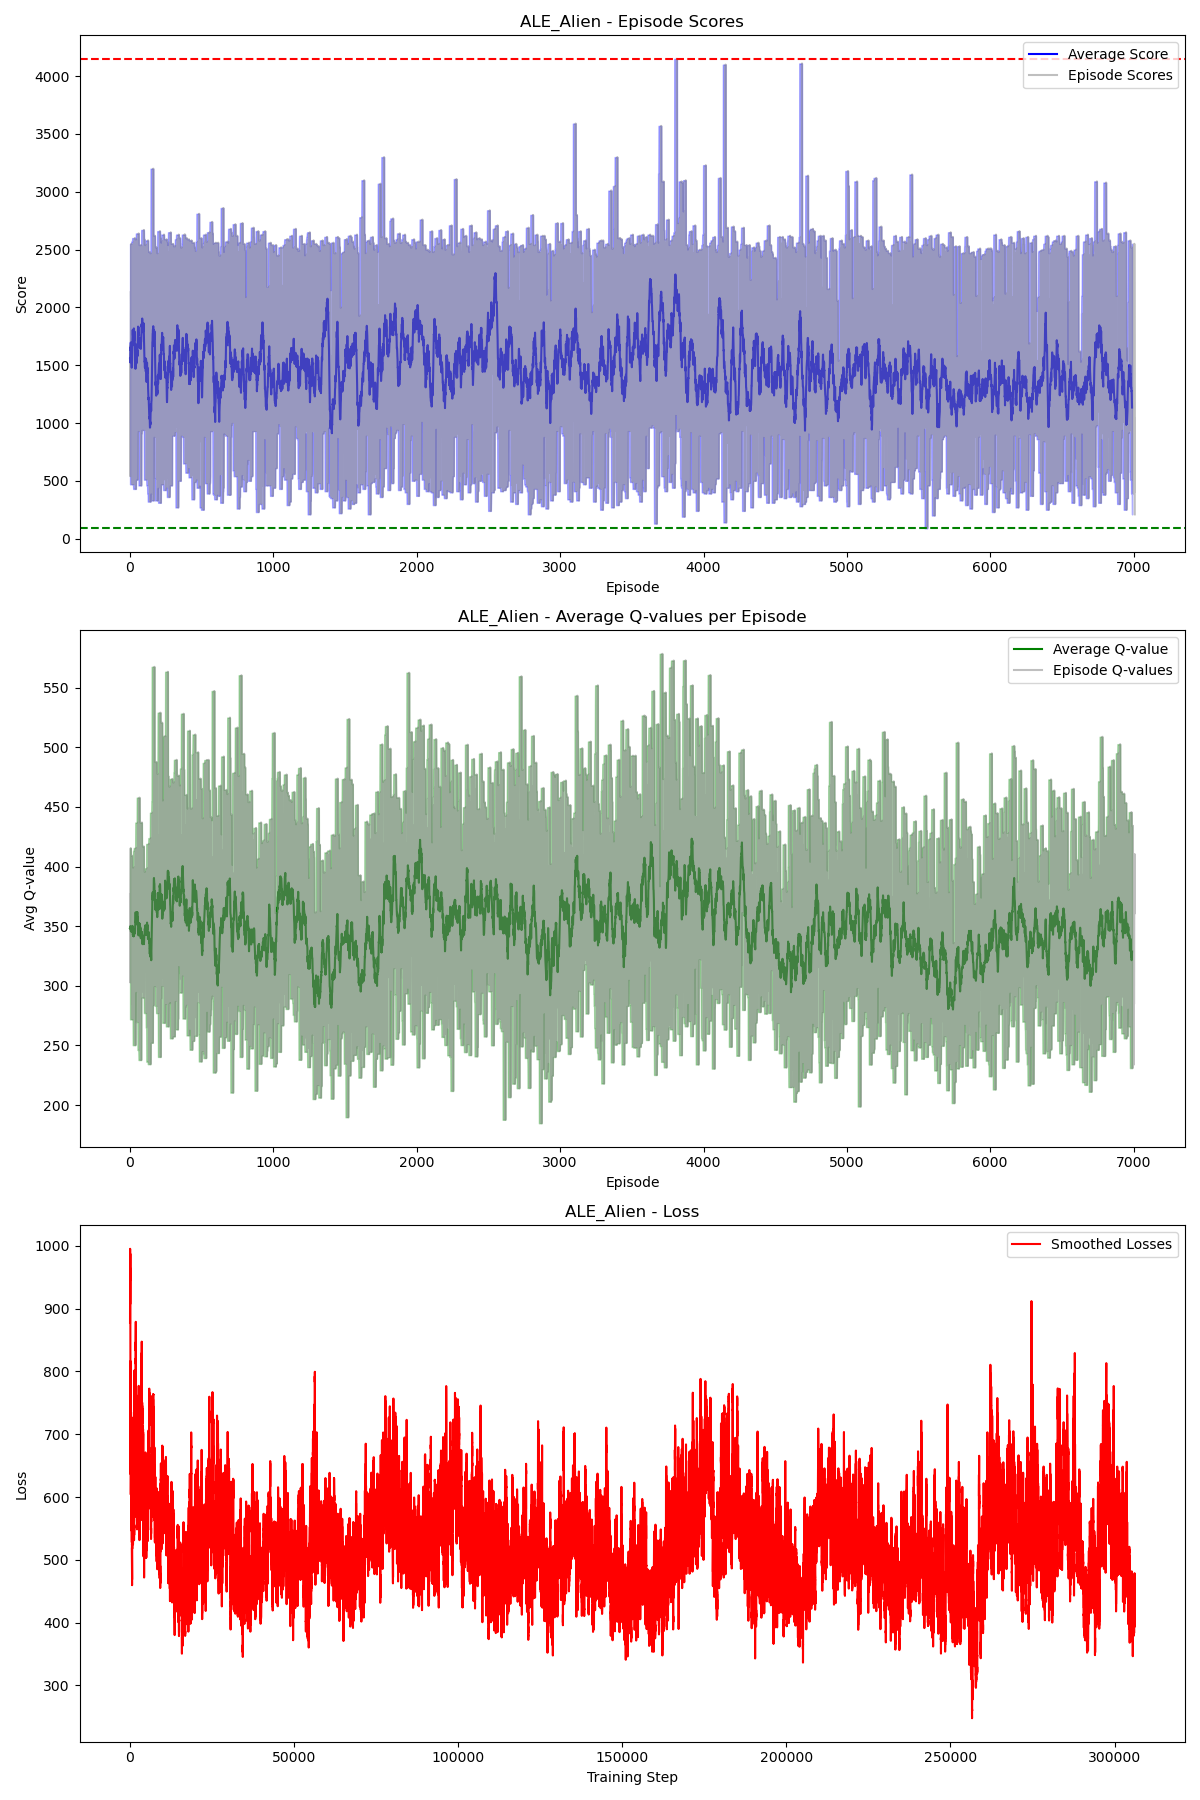 ALE_Alien - Episode Scores
Average Score
Episode Scores
Score
4000
3500
3000
2500
2000
1500
1000
500
0
0 1000 2000 3000 4000 5000 6000 7000
Episode
ALE_Alien - Average Q-values per Episode
Average Q-value
Episode Q-values
Avg Q-value
550
500
450
400
350
300
250
200
0 1000 2000 3000 4000 5000 6000 7000
Episode
ALE_Alien - Loss
Smoothed Losses
Loss
1000
900
800
700
600
500
400
300
0 50000 100000 150000 200000 250000 300000
Training Step